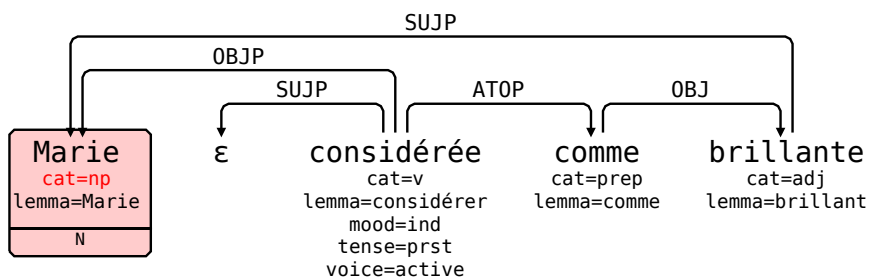 SUJP
OBJP
SUJP ATOP OBJ
Marie ε considérée comme brillante
cat=np cat=v cat=prep cat=adj
lemma=Marie lemma=considérer lemma=comme lemma=brillant
N mood=ind
tense=prst
voice=active